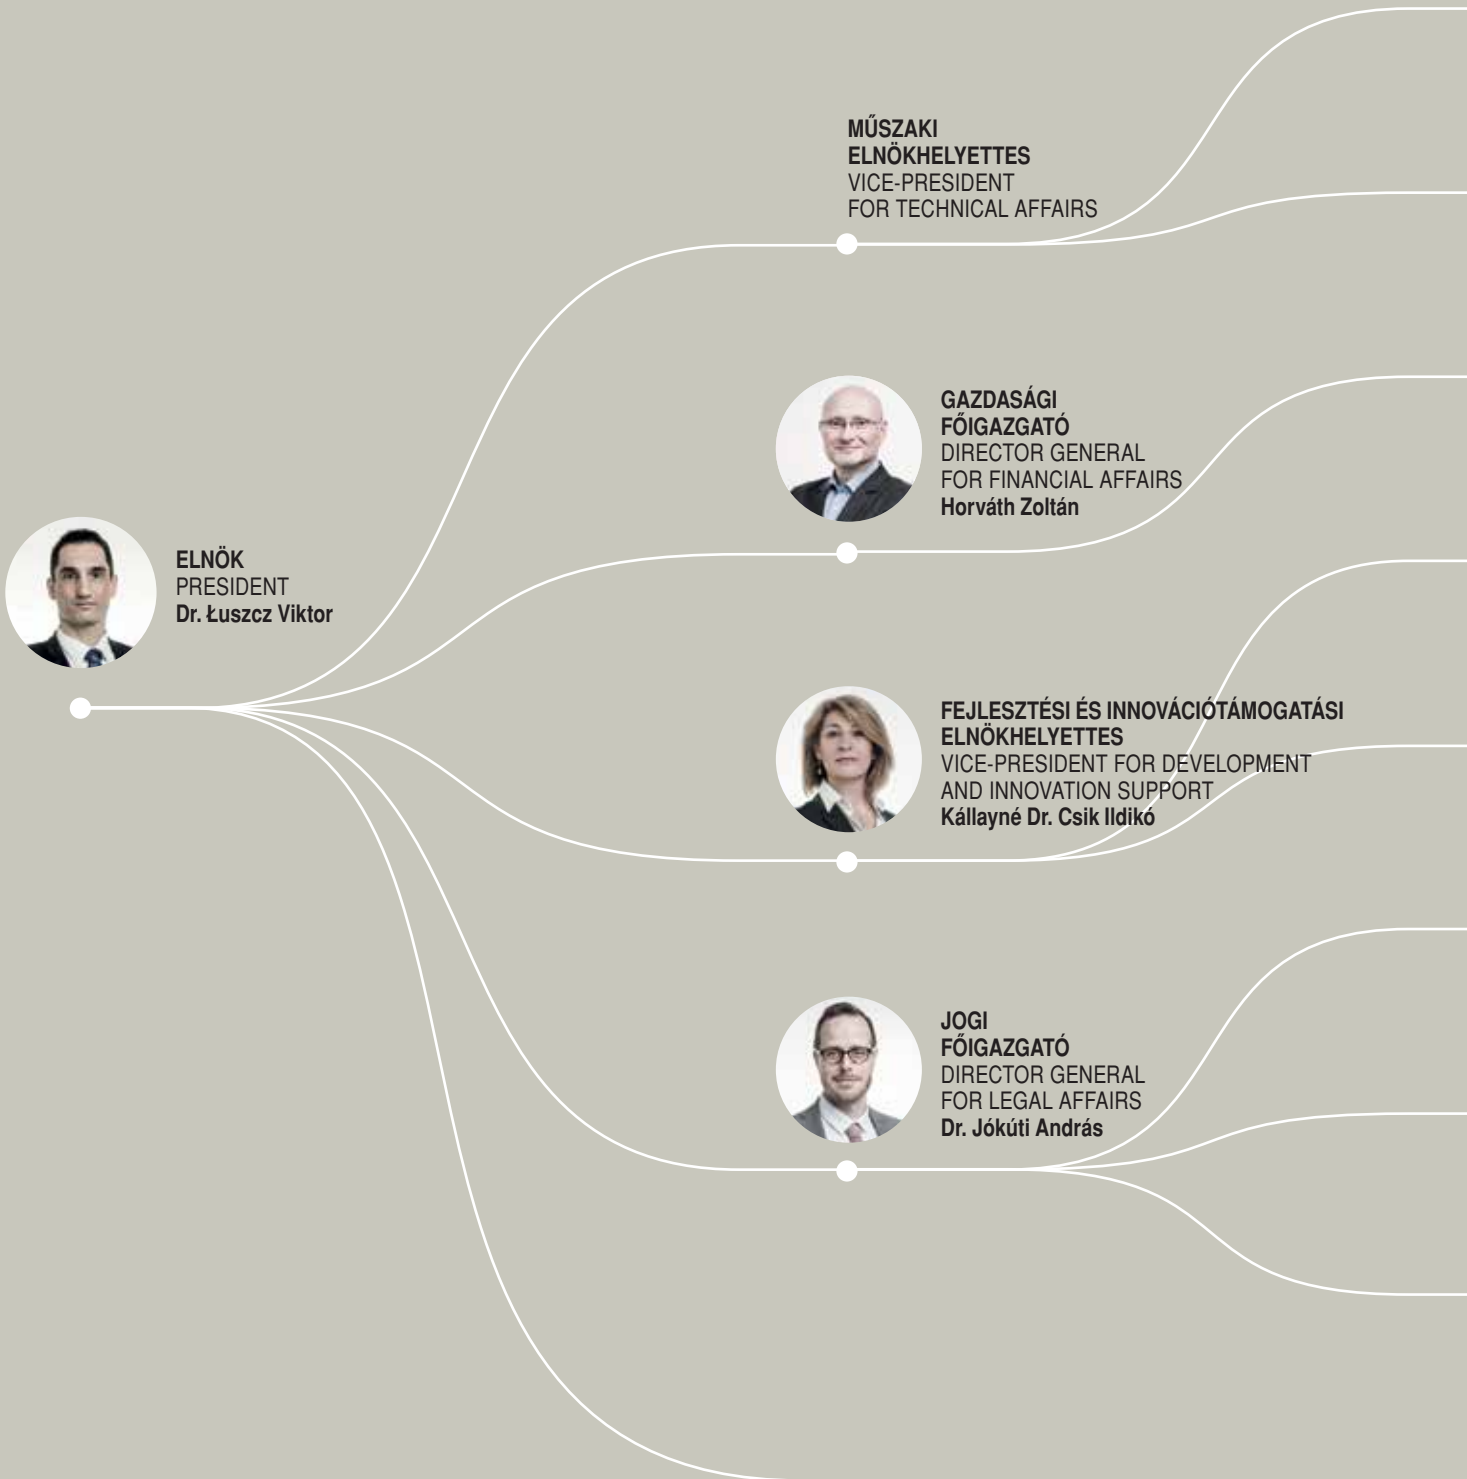 MŰSZAKI
ELNÖKHELYETTES
VICE-PRESIDENT
FOR TECHNICAL AFFAIRS
GAZDASÁGI
FŐIGAZGATÓ
DIRECTOR GENERAL
FOR FINANCIAL AFFAIRS
Horváth Zoltán
ELNÖK
PRESIDENT
Dr. Łuszcz Viktor
FEJLESZTÉSI ÉS INNOVÁCIÓTÁMOGATÁSI
ELNÖKHELYETTES
VICE-PRESIDENT FOR DEVELOPMENT
AND INNOVATION SUPPORT
Kállayné Dr. Csik Ildikó
JOGI
FŐIGAZGATÓ
DIRECTOR GENERAL
FOR LEGAL AFFAIRS
Dr. Jókúti András